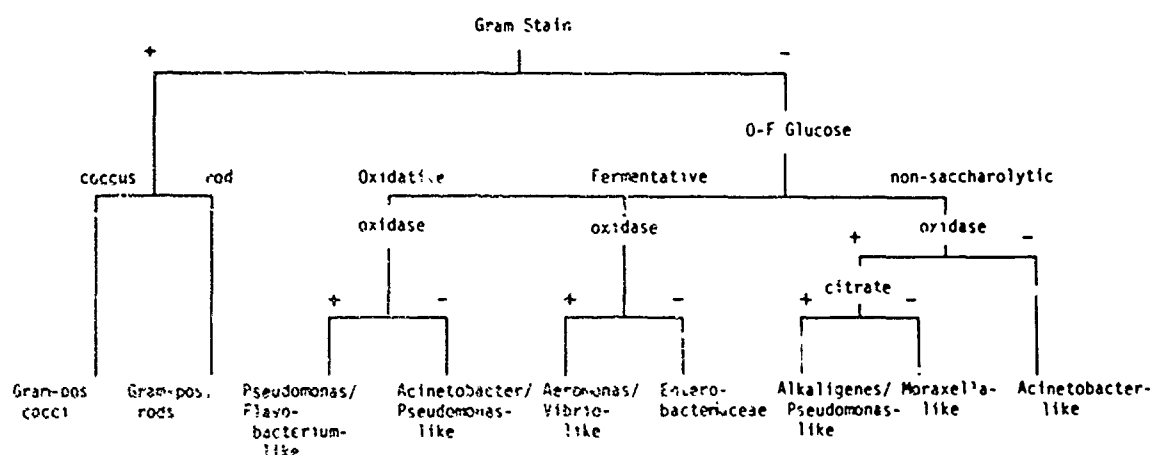 Gram Stain
+ -
O-F Glucose
coccus rod Oxidative Fermentative non-saccharolytic
oxidase oxidase oxidase
+ -
citrate
+ - + - + -
Gram-pos cocci
Gram-pos. rods
Pseudomonas/
Flavo-
bacterium-
like
Acinetobacter/
Pseudomonas-
like
Aeromonas/
Vibrio-
like
Entero-
bacteriaceae
Alkaligenes/
Pseudomonas-
like
Moraxella-
like
Acinetobacter-
like